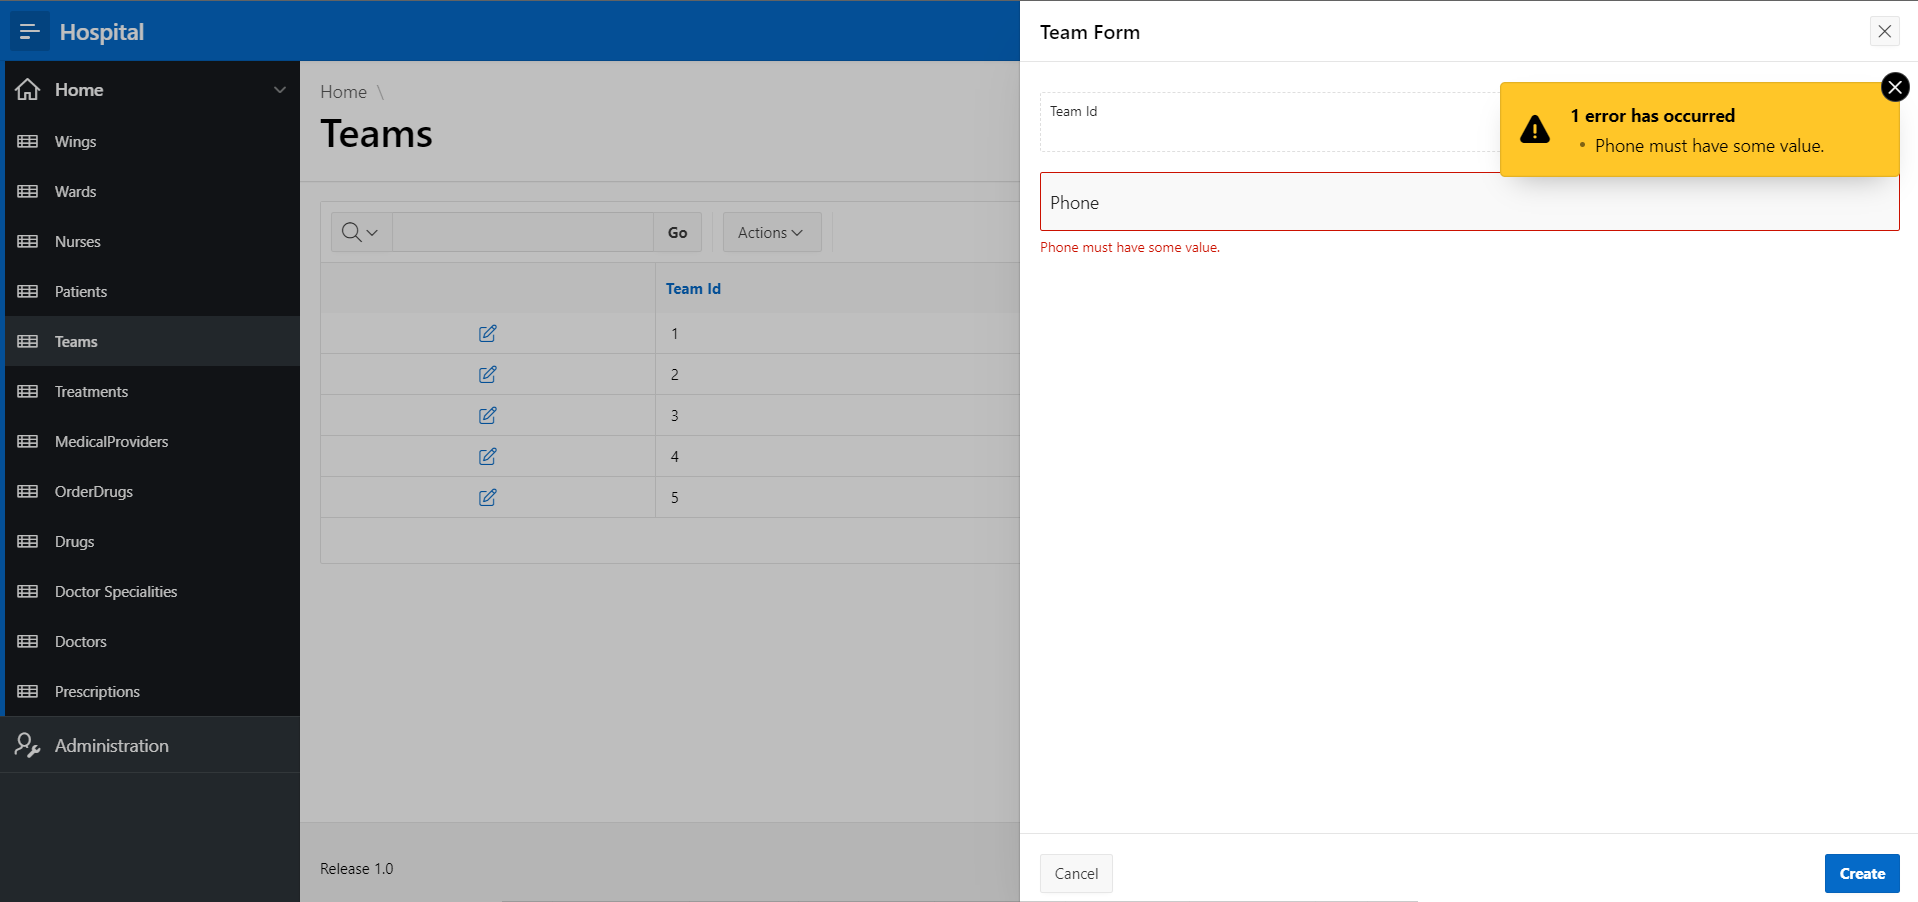 Hospital
Home
Wings
Wards
Nurses
Patients
Teams
Treatments
MedicalProviders
OrderDrugs
Drugs
Doctor Specialities
Doctors
Prescriptions
Administration
Home \
Teams
Go
Actions
Team Id
1
2
3
4
5
Release 1.0
Team Form
Team Id
1 error has occurred
• Phone must have some value.
Phone
Phone must have some value.
Cancel
Create